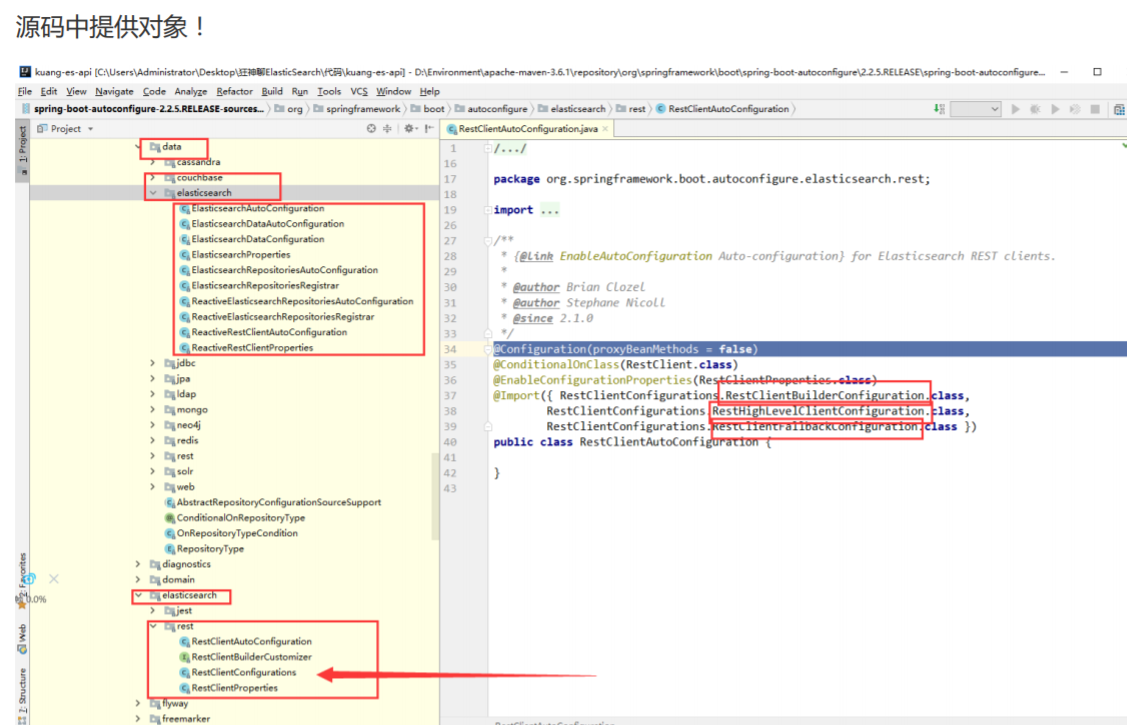 源码中提供对象！
kuang-es-api [C:\Users\Administrator\Desktop\狂神聊ElasticSearch\代码\kuang-es-api] - D:\Environment\apache-maven-3.6.1\repository\org\springframework\boot\spring-boot-autoconfigure\2.2.5.RELEASE\spring-boot-autoconfigure...
File Edit View Navigate Code Analyze Refactor Build Run Tools VCS Window Help
spring-boot-autoconfigure-2.2.5.RELEASE-sources... org springframework boot autoconfigure elasticsearch rest RestClientAutoConfiguration
1: Project
Project
RestClientAutoConfiguration.java
data
cassandra
couchbase
elasticsearch
ElasticsearchAutoConfiguration
ElasticsearchDataAutoConfiguration
ElasticsearchDataConfiguration
ElasticsearchProperties
ElasticsearchRepositoriesAutoConfiguration
ElasticsearchRepositoriesRegistrar
ReactiveElasticsearchRepositoriesAutoConfiguration
ReactiveElasticsearchRepositoriesRegistrar
ReactiveRestClientAutoConfiguration
ReactiveRestClientProperties
jdbc
jpa
ldap
mongo
neo4j
redis
rest
solr
web
AbstractRepositoryConfigurationSourceSupport
ConditionalOnRepositoryType
OnRepositoryTypeCondition
RepositoryType
diagnostics
domain
elasticsearch
jest
rest
RestClientAutoConfiguration
RestClientBuilderCustomizer
RestClientConfigurations
RestClientProperties
flyway
freemarker
2: Favorites
0.0%
Web
Z: Structure
1 /.../
16
17 package org.springframework.boot.autoconfigure.elasticsearch.rest;
18
19 import ...
26
27 /**
28 * {@link EnableAutoConfiguration Auto-configuration} for Elasticsearch REST clients.
29 *
30 * @author Brian Clozel
31 * @author Stephane Nicoll
32 * @since 2.1.0
33 */
34 @Configuration(proxyBeanMethods = false)
35 @ConditionalOnClass(RestClient.class)
36 @EnableConfigurationProperties(RestClientProperties.class)
37 @Import({ RestClientConfigurations.RestClientBuilderConfiguration.class,
38 RestClientConfigurations.RestHighLevelClientConfiguration.class,
39 RestClientConfigurations.RestClientFallbackConfiguration.class })
40 public class RestClientAutoConfiguration {
41
42 }
43
RestClientAutoConfiguration